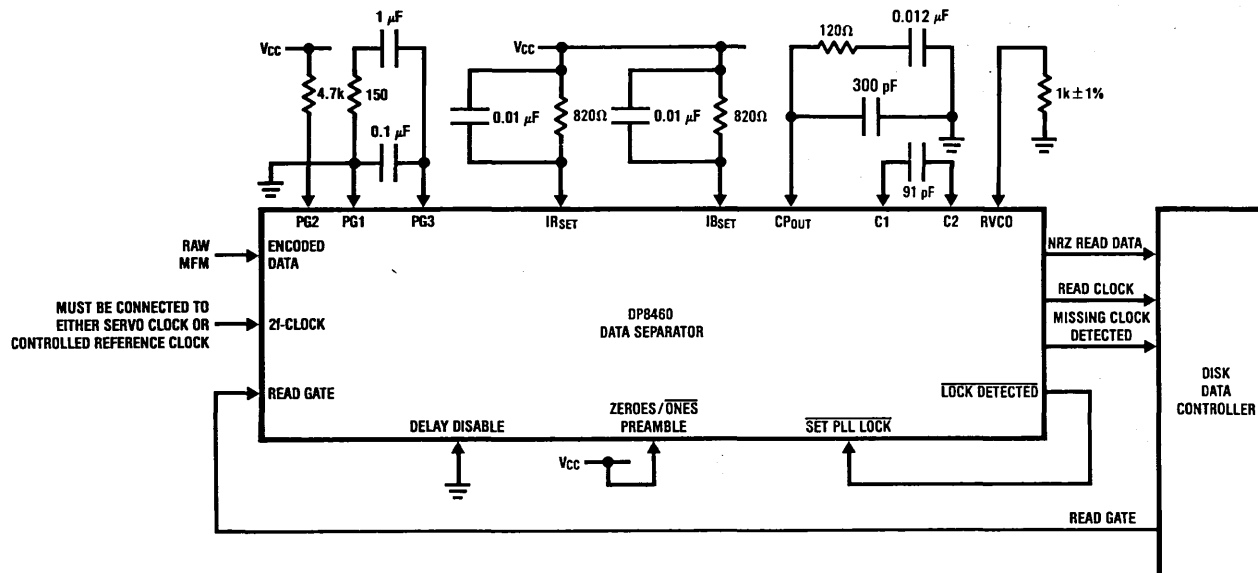 1 μF
0.012 μF
120Ω
VCC
VCC
4.7k
150
0.01 μF
820Ω
0.01 μF
820Ω
300 pF
1k ± 1%
0.1 μF
91 pF
PG2
PG1
PG3
IRSET
IBSET
CPOUT
C1
C2
RVCO
RAW
MFM
ENCODED
DATA
NRZ READ DATA
READ CLOCK
MUST BE CONNECTED TO
EITHER SERVO CLOCK OR
CONTROLLED REFERENCE CLOCK
2f-CLOCK
DP8460
DATA SEPARATOR
MISSING CLOCK
DETECTED
READ GATE
LOCK DETECTED
DISK
DATA
CONTROLLER
DELAY DISABLE
ZEROES/ONES
PREAMBLE
SET PLL LOCK
VCC
READ GATE